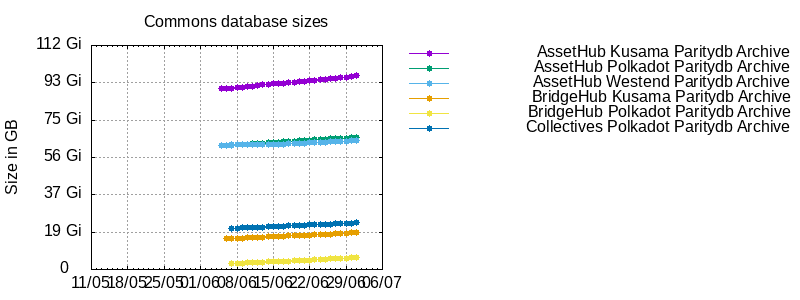 Commons database sizes
112 Gi
93 Gi
75 Gi
56 Gi
37 Gi
19 Gi
0
Size in GB
11/05 18/05 25/05 01/06 08/06 15/06 22/06 29/06 06/07
AssetHub Kusama Paritydb Archive
AssetHub Polkadot Paritydb Archive
AssetHub Westend Paritydb Archive
BridgeHub Kusama Paritydb Archive
BridgeHub Polkadot Paritydb Archive
Collectives Polkadot Paritydb Archive